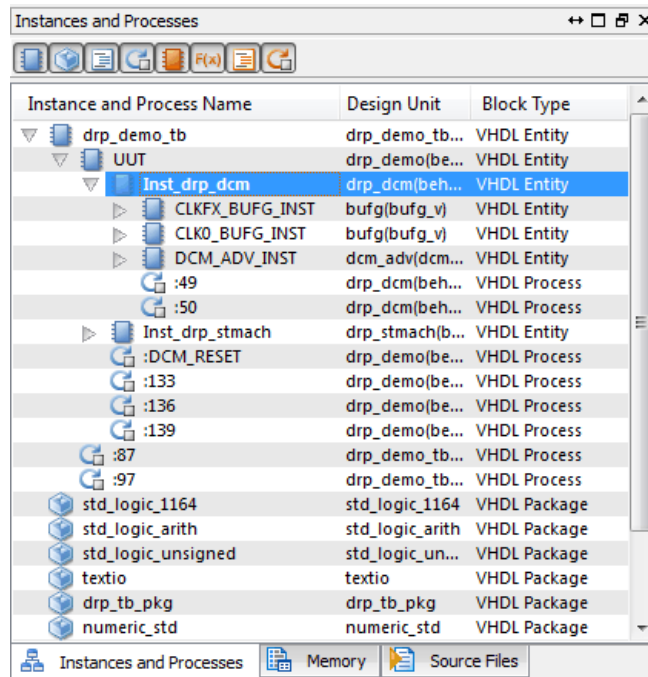 Instances and Processes
F(x)
Instance and Process Name Design Unit Block Type
drp_demo_tb drp_demo_tb... VHDL Entity
UUT drp_demo(be... VHDL Entity
Inst_drp_dcm drp_dcm(beh... VHDL Entity
CLKFX_BUFG_INST bufg(bufg_v) VHDL Entity
CLK0_BUFG_INST bufg(bufg_v) VHDL Entity
DCM_ADV_INST dcm_adv(dcm... VHDL Entity
:49 drp_dcm(beh... VHDL Process
:50 drp_dcm(beh... VHDL Process
Inst_drp_stmach drp_stmach(b... VHDL Entity
:DCM_RESET drp_demo(be... VHDL Process
:133 drp_demo(be... VHDL Process
:136 drp_demo(be... VHDL Process
:139 drp_demo(be... VHDL Process
:87 drp_demo_tb... VHDL Process
:97 drp_demo_tb... VHDL Process
std_logic_1164 std_logic_1164 VHDL Package
std_logic_arith std_logic_arith VHDL Package
std_logic_unsigned std_logic_un... VHDL Package
textio textio VHDL Package
drp_tb_pkg drp_tb_pkg VHDL Package
numeric_std numeric_std VHDL Package
Instances and Processes Memory Source Files